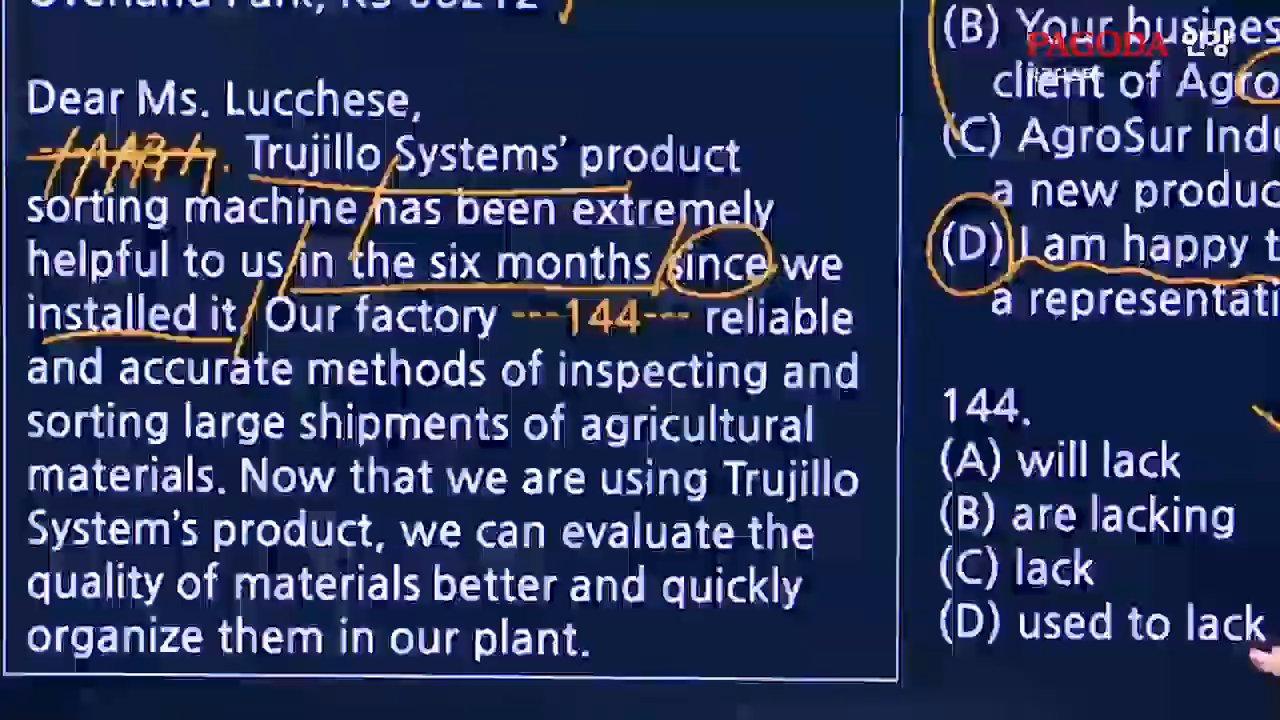 Dear Ms. Lucchese,
Trujillo Systems' product
sorting machine has been extremely
helpful to us in the six months since we
installed it. Our factory ---144--- reliable
and accurate methods of inspecting and
sorting large shipments of agricultural
materials. Now that we are using Trujillo
System's product, we can evaluate the
quality of materials better and quickly
organize them in our plant.
(B) Your busines
client of Agro
(C) AgroSur Indu
a new produc
(D) I am happy t
a representati
144.
(A) will lack
(B) are lacking
(C) lack
(D) used to lack
PAGODA 인강